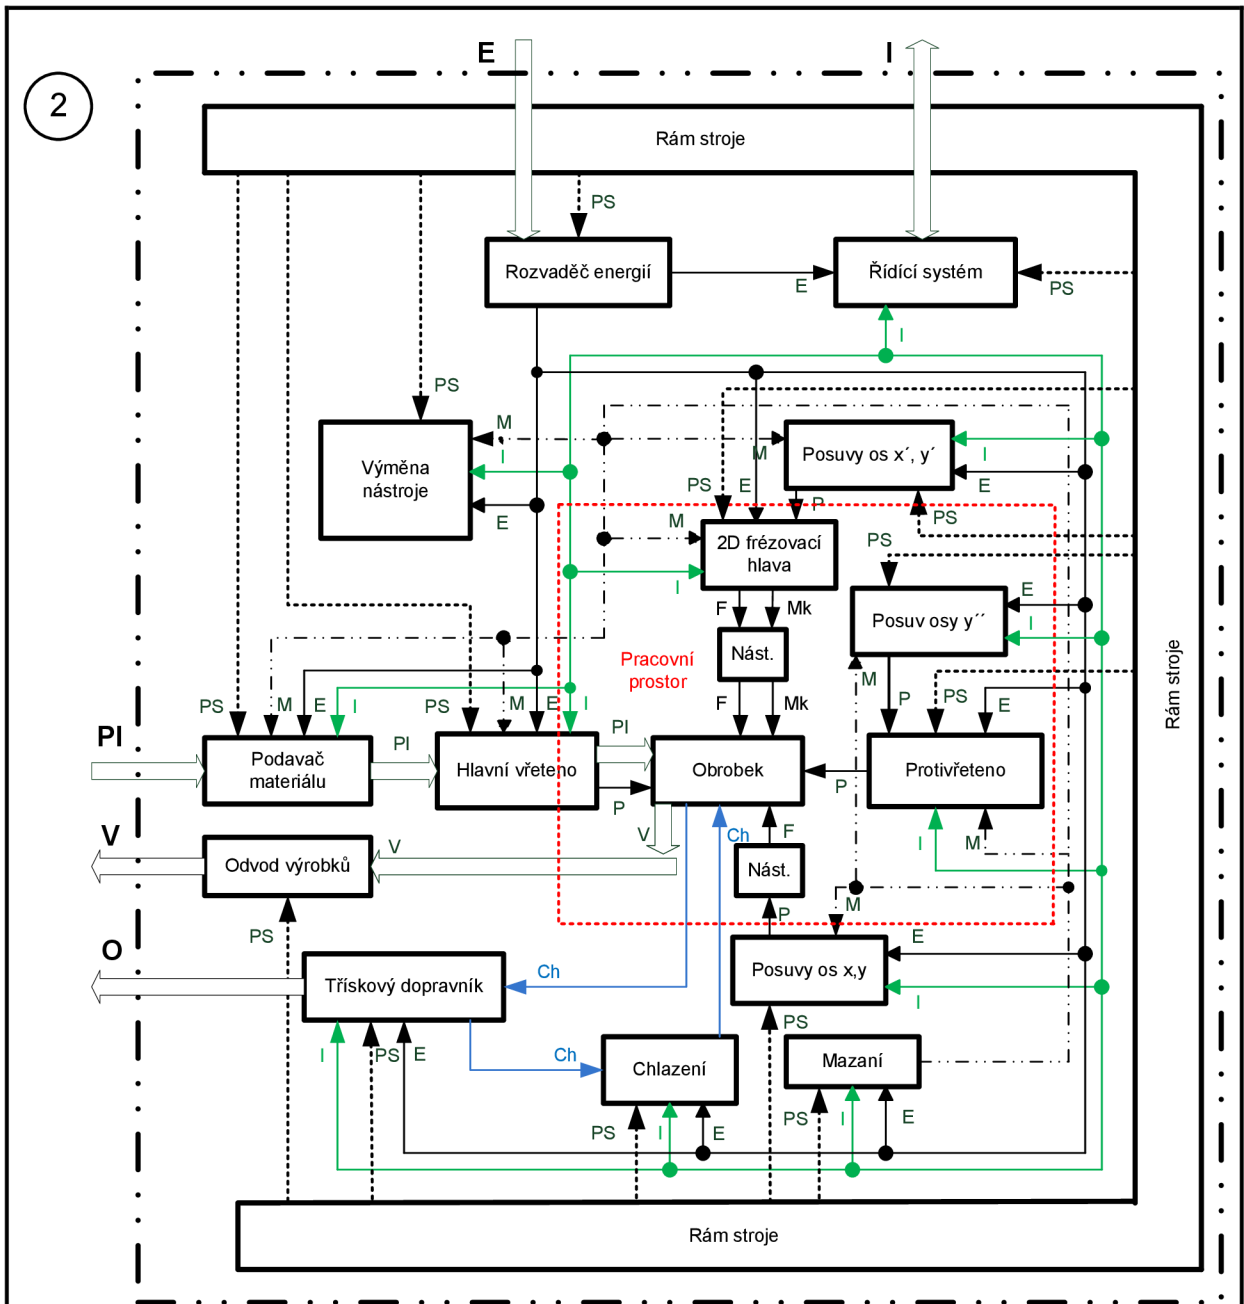 E
I
2
Rám stroje
PS
Rozvaděč energií
E
Řídící systém
PS
I
PS
M
I
E
Výměna
nástroje
M
Posuvy os x´, y´
I
E
PS
E
P
PS
M
2D frézovací
hlava
I
PS
F
Mk
Posuv osy y´´
E
I
Nást.
Pracovní
prostor
Rám stroje
M
P
PS
E
F
Mk
PS
M
E
I
PS
M
E
I
PI
Podavač
materiálu
PI
Hlavní vřeteno
PI
P
Obrobek
P
Protivřeteno
V
Odvod výrobků
V
V
Ch
F
I
M
Nást.
PS
P
M
O
Třískový dopravník
Ch
Posuvy os x,y
E
I
PS
I
PS
E
Ch
Chlazení
Mazaní
PS
I
E
PS
I
E
Rám stroje